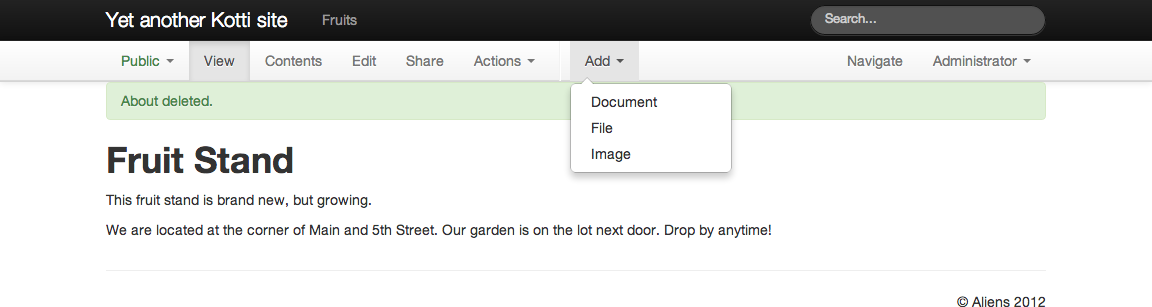 Yet another Kotti site Fruits Search...
Public View Contents Edit Share Actions Add Navigate Administrator
About deleted.
Document
File
Image
Fruit Stand
This fruit stand is brand new, but growing.
We are located at the corner of Main and 5th Street. Our garden is on the lot next door. Drop by anytime!
© Aliens 2012